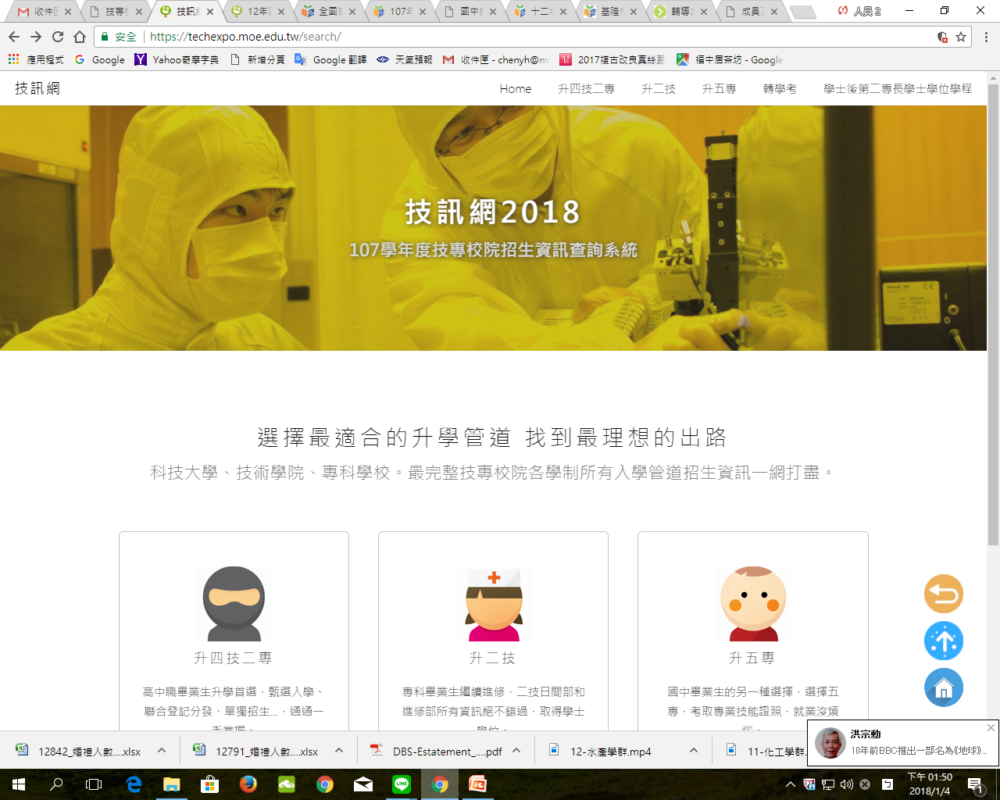 收件匣
技專校
技訊網
12年
全國高
107年
國中
十二年
基隆
輔導
成員
人員 2
安全
https://techexpo.moe.edu.tw/search/
應用程式
Google
Yahoo奇摩字典
新增分頁
Google 翻譯
天氣預報
收件匣 - chenyh@m
2017複古改良真絲夏
福中居茶坊 - Google
技訊網
Home
升四技二專
升二技
升五專
轉學考
學士後第二專長學士學位學程
技訊網2018
107學年度技專校院招生資訊查詢系統
選擇最適合的升學管道 找到最理想的出路
科技大學、技術學院、專科學校。最完整技專校院各學制所有入學管道招生資訊一網打盡。
升四技二專
高中職畢業生升學首選，甄選入學、
聯合登記分發、單獨招生...，通通一
手掌握。
升二技
專科畢業生繼續進修，二技日間部和
進修部所有資訊絕不錯過，取得學士
學位。
升五專
國中畢業生的另一種選擇，選擇五
專，考取專業技能證照，就業沒煩
惱。
洪宗勳
10年前BBC推出一部名為《地球》...
12842_婚禮人數....xlsx
12791_婚禮人數....xlsx
DBS-Estatement_....pdf
12-水產學群.mp4
11-化工學群.
下午 01:50
2018/1/4
1